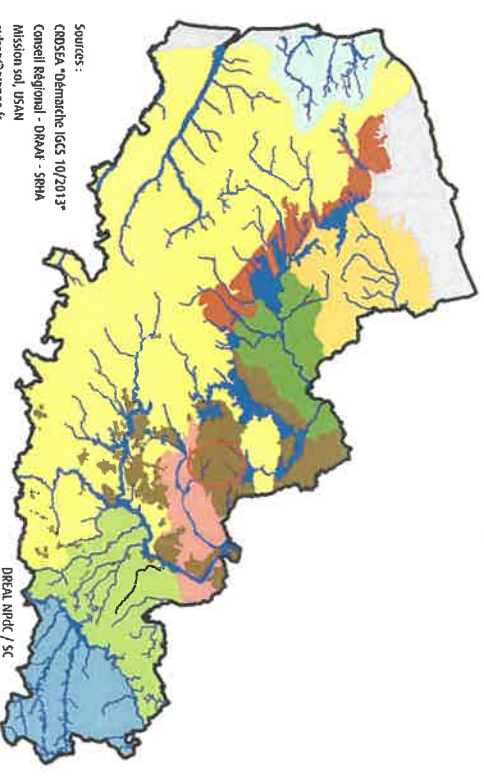 Sources :
CRDSEA "Démarche IGCS 10/2013"
Conseil Régional - DRAAF - SRHA
Mission sol, USAN
DREAL NPdC / SC